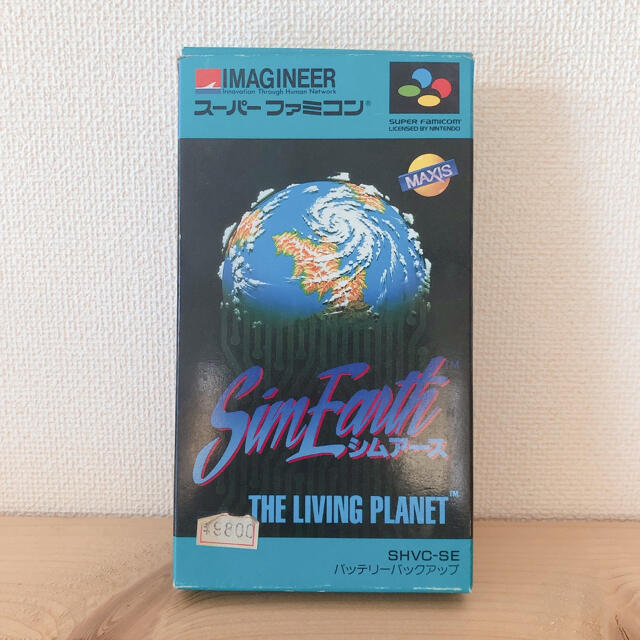 IMAGINEER
Innovation Through Human Network
スーパーファミコン®
SUPER FAMICOM
LICENSED BY NINTENDO
MAXIS
SimEarth™
シムアース
THE LIVING PLANET™
¥9800
SHVC-SE
バッテリーバックアップ